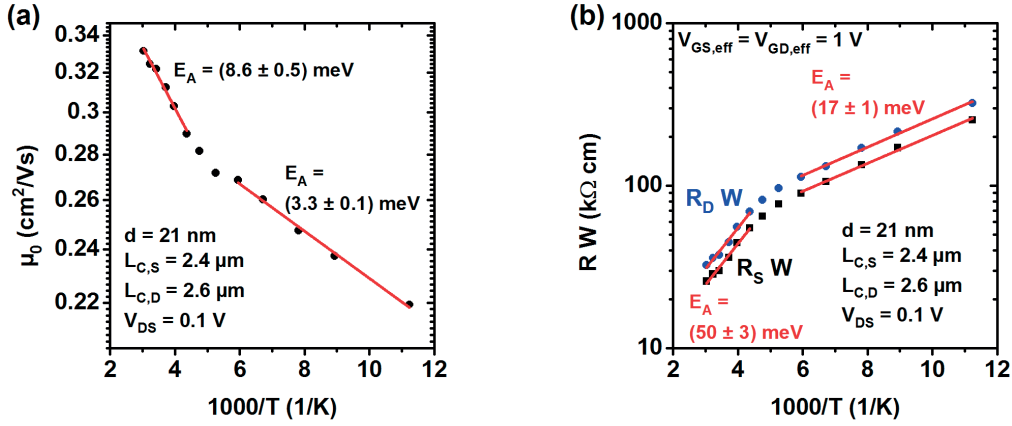 (a)
0.34
0.32
0.3
0.28
0.26
0.24
0.22
μ0 (cm2/Vs)
EA = (8.6 ± 0.5) meV
EA =
(3.3 ± 0.1) meV
d = 21 nm
LC,S = 2.4 μm
LC,D = 2.6 μm
VDS = 0.1 V
2 4 6 8 10 12
1000/T (1/K)
(b)
1000
100
10
R W (kΩ cm)
VGS,eff = VGD,eff = 1 V
EA =
(17 ± 1) meV
RD W
RS W
EA =
(50 ± 3) meV
d = 21 nm
LC,S = 2.4 μm
LC,D = 2.6 μm
VDS = 0.1 V
2 4 6 8 10 12
1000/T (1/K)